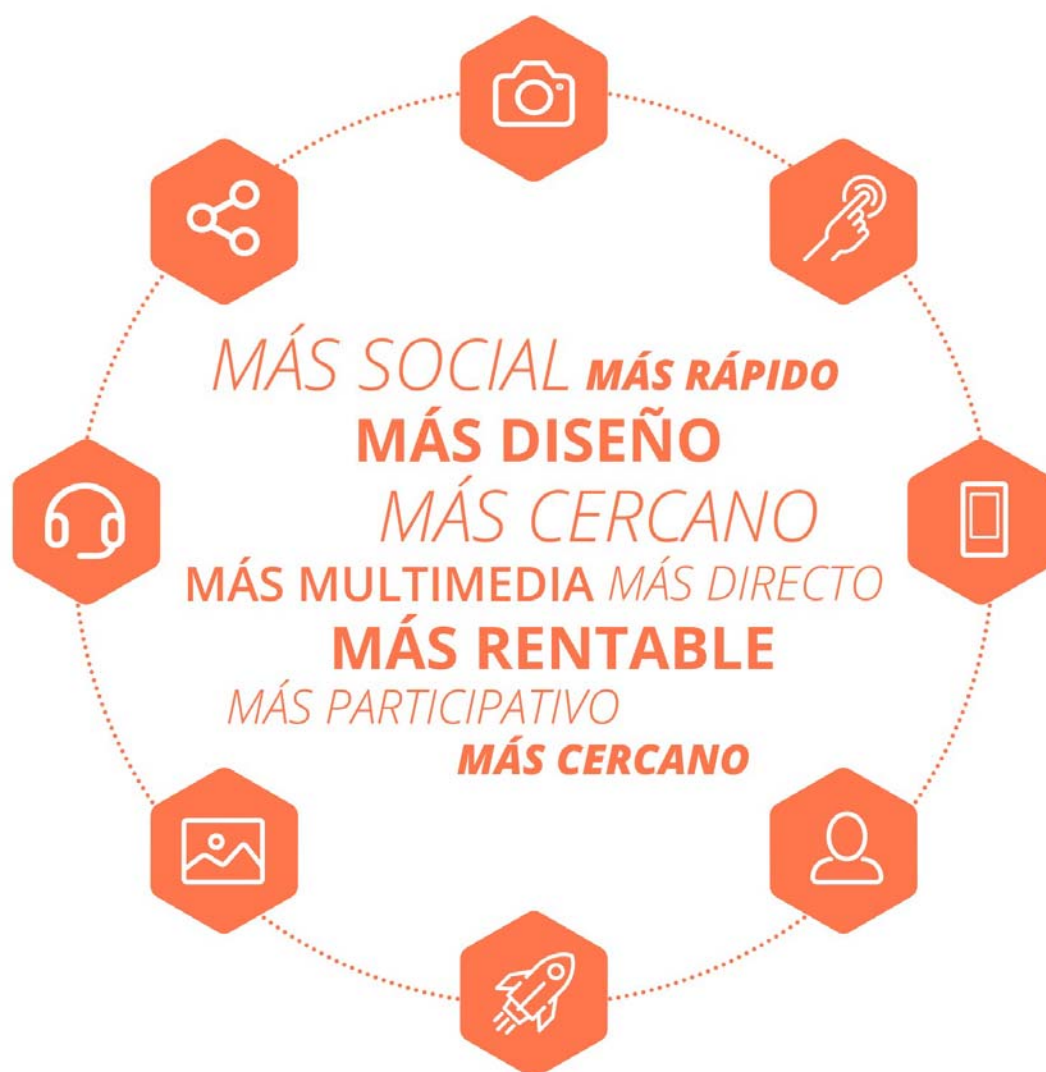 MÁS SOCIAL MÁS RÁPIDO
MÁS DISEÑO
MÁS CERCANO
MÁS MULTIMEDIA MÁS DIRECTO
MÁS RENTABLE
MÁS PARTICIPATIVO
MÁS CERCANO